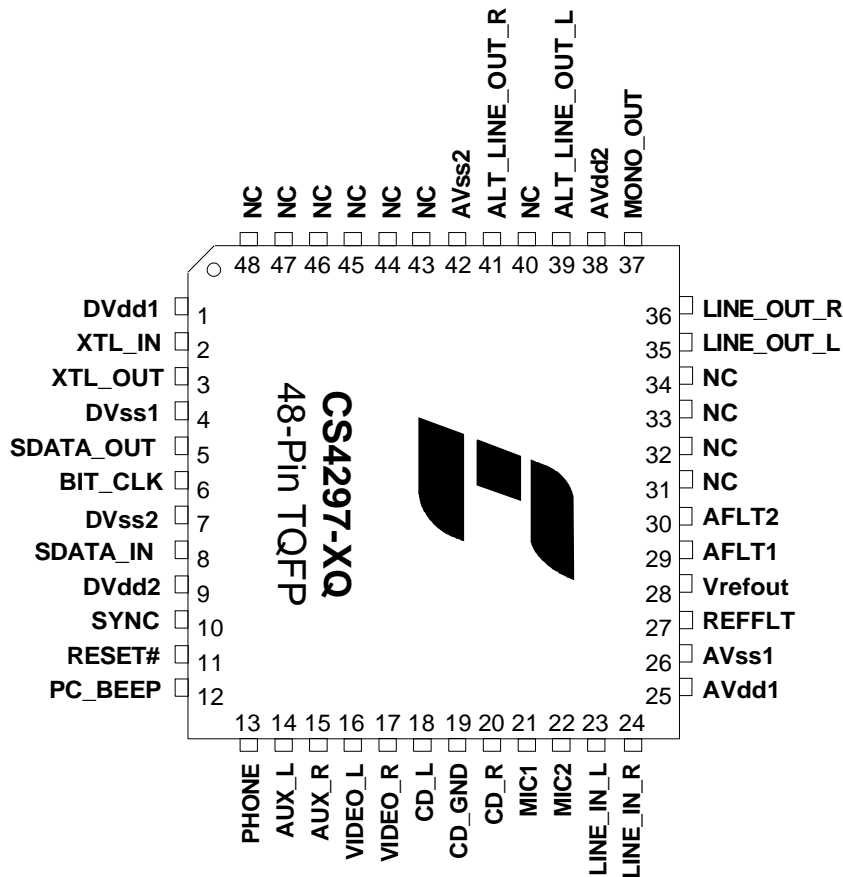 NC
NC
NC
NC
NC
NC
AVss2
ALT_LINE_OUT_R
NC
ALT_LINE_OUT_L
AVdd2
MONO_OUT
48
47
46
45
44
43
42
41
40
39
38
37
DVdd1 1
XTL_IN 2
XTL_OUT 3
DVss1 4
SDATA_OUT 5
BIT_CLK 6
DVss2 7
SDATA_IN 8
DVdd2 9
SYNC 10
RESET# 11
PC_BEEP 12
CS4297-XQ
48-Pin TQFP
36 LINE_OUT_R
35 LINE_OUT_L
34 NC
33 NC
32 NC
31 NC
30 AFLT2
29 AFLT1
28 Vrefout
27 REFFLT
26 AVss1
25 AVdd1
13
14
15
16
17
18
19
20
21
22
23
24
PHONE
AUX_L
AUX_R
VIDEO_L
VIDEO_R
CD_L
CD_GND
CD_R
MIC1
MIC2
LINE_IN_L
LINE_IN_R